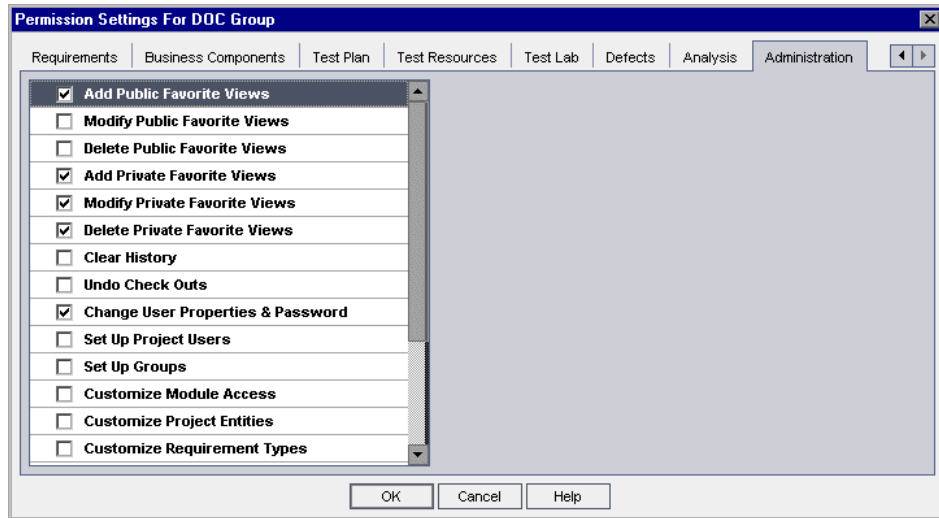 Permission Settings For DOC Group
Requirements Business Components Test Plan Test Resources Test Lab Defects Analysis Administration
Add Public Favorite Views
Modify Public Favorite Views
Delete Public Favorite Views
Add Private Favorite Views
Modify Private Favorite Views
Delete Private Favorite Views
Clear History
Undo Check Outs
Change User Properties & Password
Set Up Project Users
Set Up Groups
Customize Module Access
Customize Project Entities
Customize Requirement Types
OK Cancel Help